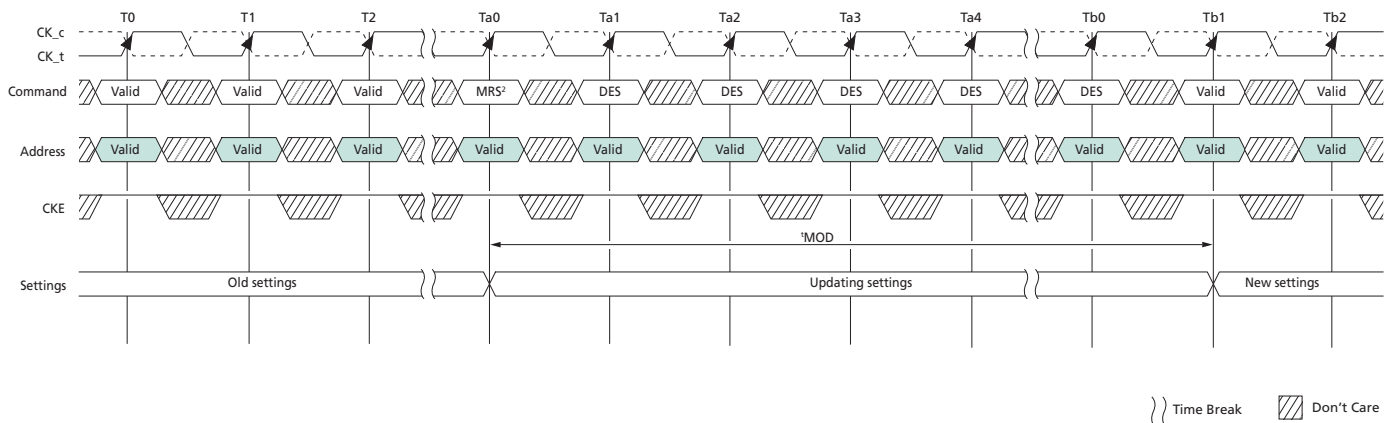 T0 T1 T2 Ta0 Ta1 Ta2 Ta3 Ta4 Tb0 Tb1 Tb2
CK_c
CK_t
Command Valid Valid Valid MRS² DES DES DES DES DES Valid Valid
Address Valid Valid Valid Valid Valid Valid Valid Valid Valid Valid Valid
CKE
tMOD
Settings Old settings Updating settings New settings
Time Break Don't Care